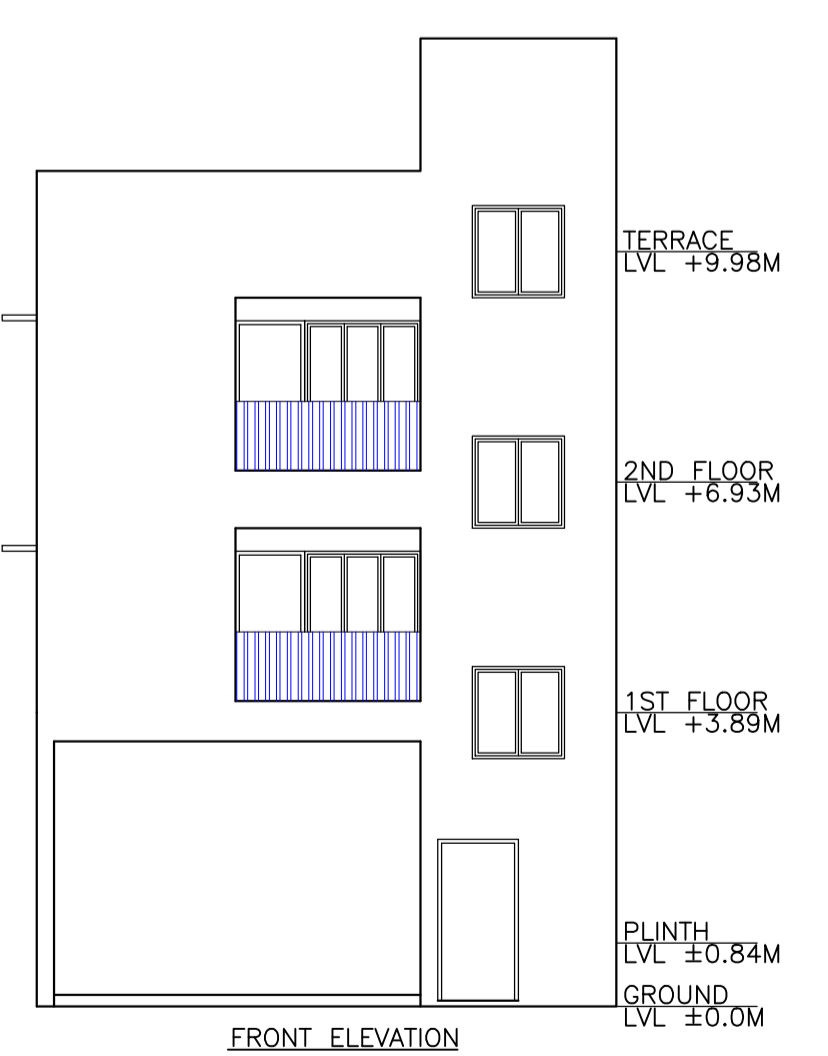 TERRACE
LVL +9.98M
2ND FLOOR
LVL +6.93M
1ST FLOOR
LVL +3.89M
PLINTH
LVL ±0.84M
GROUND
LVL ±0.0M
FRONT ELEVATION